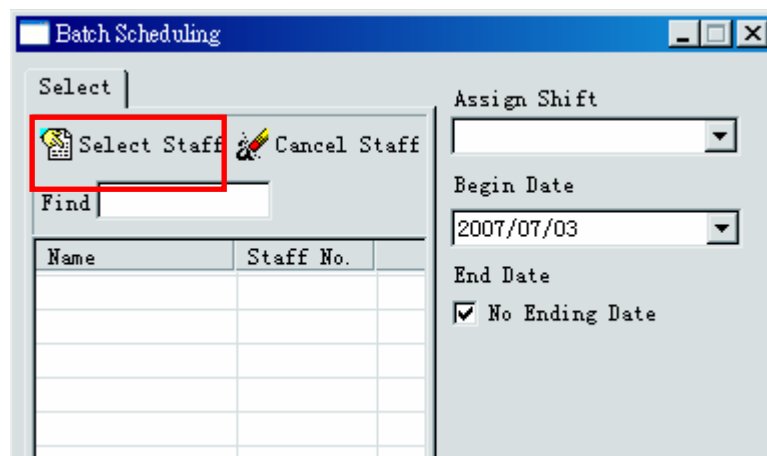 Batch Scheduling
Select
Select Staff Cancel Staff
Find
Name Staff No.
Assign Shift
Begin Date
2007/07/03
End Date
No Ending Date